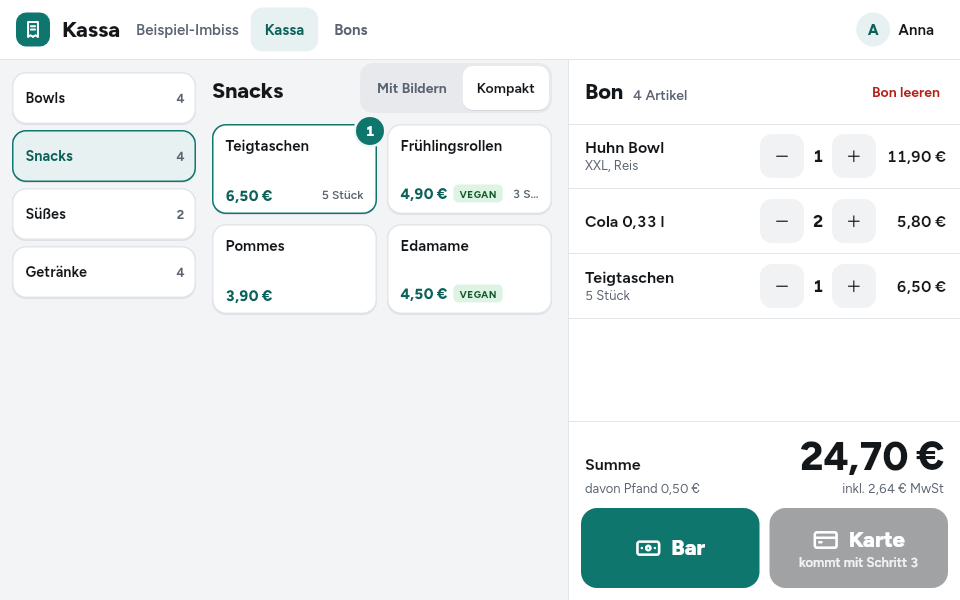 Kassa
Beispiel-Imbiss
Kassa
Bons
A
Anna
Bowls 4
Snacks 4
Süßes 2
Getränke 4
Snacks
Mit Bildern
Kompakt
Teigtaschen
1
6,50 €
5 Stück
Frühlingsrollen
4,90 €
VEGAN
3 S...
Pommes
3,90 €
Edamame
4,50 €
VEGAN
Bon
4 Artikel
Bon leeren
Huhn Bowl
XXL, Reis
− 1 + 11,90 €
Cola 0,33 l
− 2 + 5,80 €
Teigtaschen
5 Stück
− 1 + 6,50 €
Summe
24,70 €
davon Pfand 0,50 €
inkl. 2,64 € MwSt
Bar
Karte
kommt mit Schritt 3